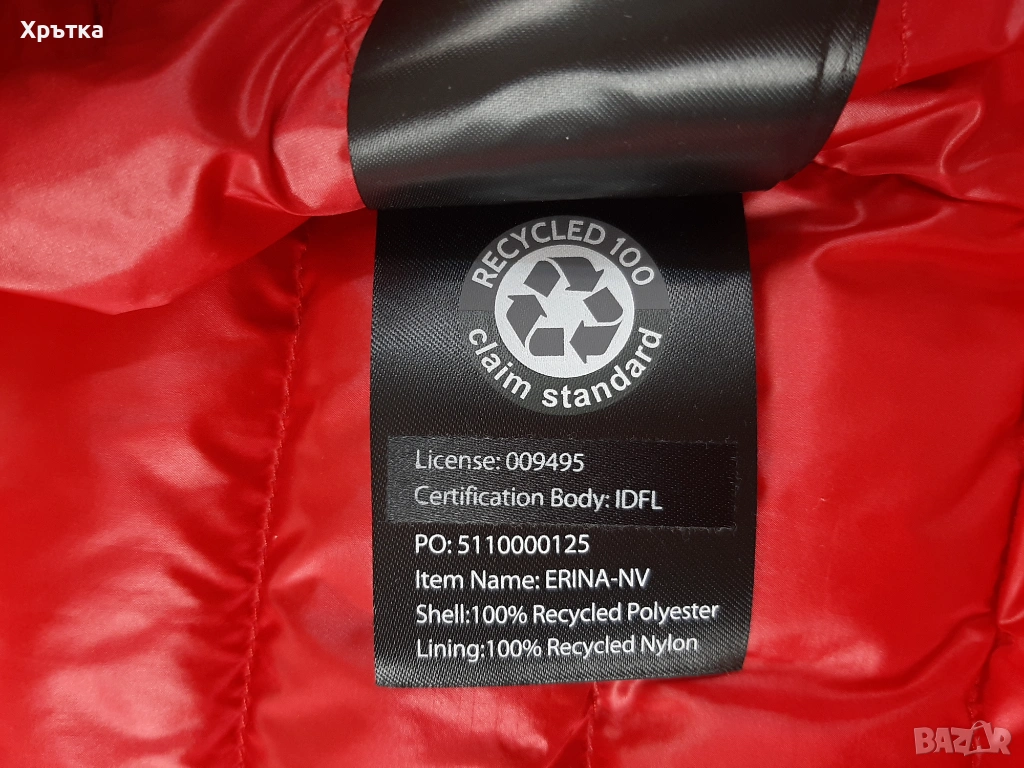 Хрътка
RECYCLED 100
claim standard
License: 009495
Certification Body: IDFL
PO: 5110000125
Item Name: ERINA-NV
Shell:100% Recycled Polyester
Lining:100% Recycled Nylon
BAZAR